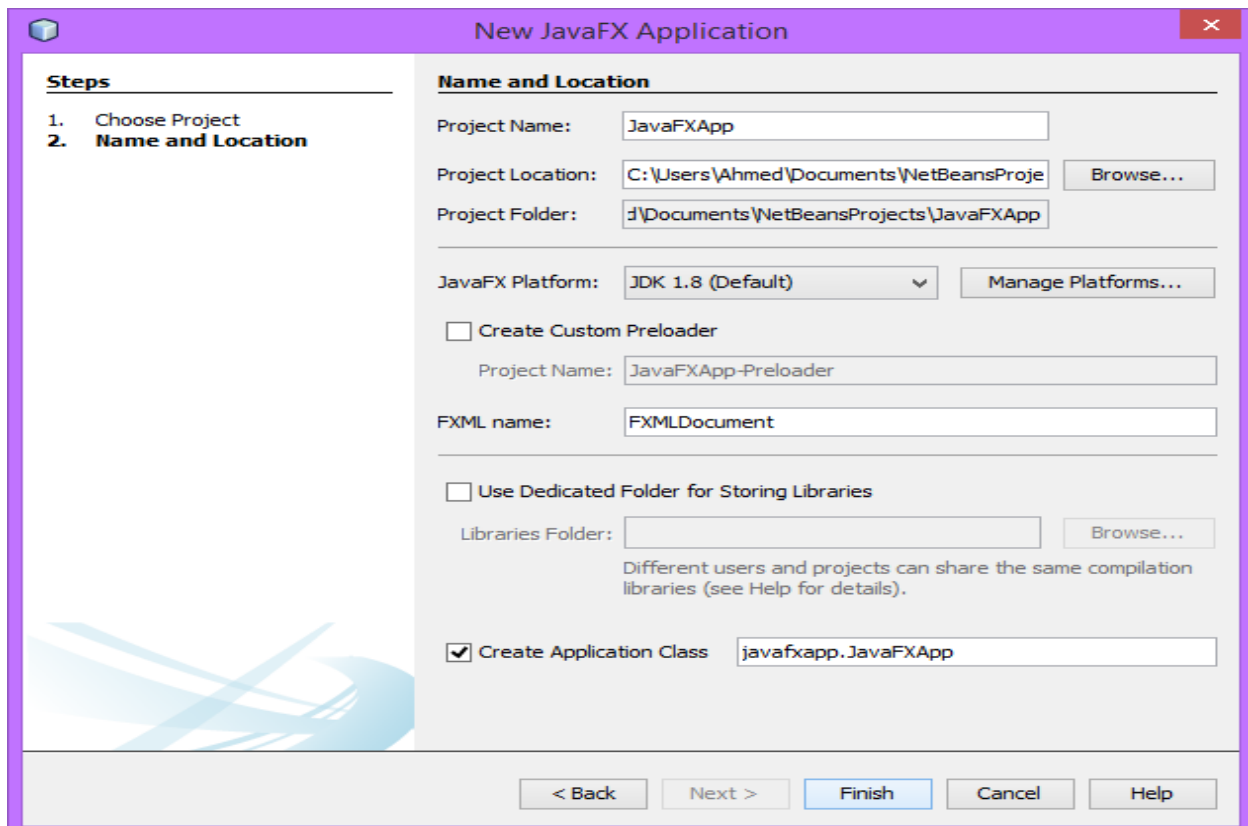 New JavaFX Application
Steps
1. Choose Project
2. Name and Location
Name and Location
Project Name: JavaFXApp
Project Location: C:\Users\Ahmed\Documents\NetBeansProje Browse...
Project Folder: d\Documents\NetBeansProjects\JavaFXApp
JavaFX Platform: JDK 1.8 (Default) Manage Platforms...
Create Custom Preloader
Project Name: JavaFXApp-Preloader
FXML name: FXMLDocument
Use Dedicated Folder for Storing Libraries
Libraries Folder: Browse...
Different users and projects can share the same compilation
libraries (see Help for details).
Create Application Class javafxapp.JavaFXApp
< Back Next > Finish Cancel Help